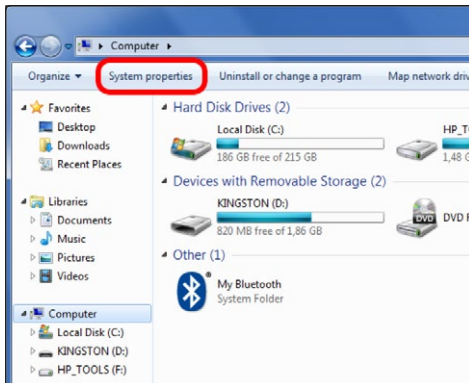 Computer
Organize System properties Uninstall or change a program Map network
Favorites
Desktop
Downloads
Recent Places
Libraries
Documents
Music
Pictures
Videos
Computer
Local Disk (C:)
KINGSTON (D:)
HP_TOOLS (F:)
Hard Disk Drives (2)
Local Disk (C:)
186 GB free of 215 GB
Devices with Removable Storage (2)
KINGSTON (D:)
820 MB free of 1,86 GB
DVD
Other (1)
My Bluetooth
System Folder